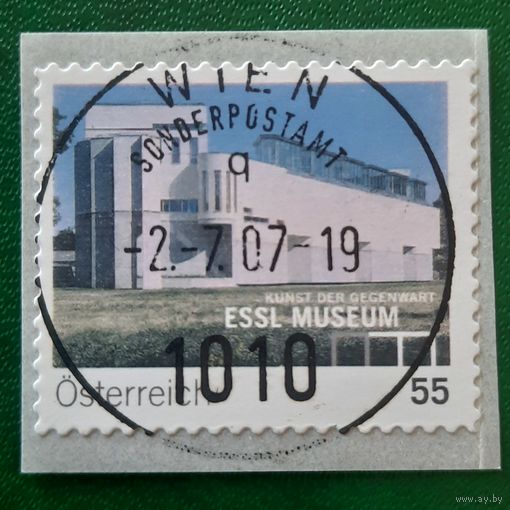 WIEN
SONDERPOSTAMT
q
-2.-7.07-19
KUNST DER GEGENWART
ESSL MUSEUM
1010
Österreich
55
www.ay.by